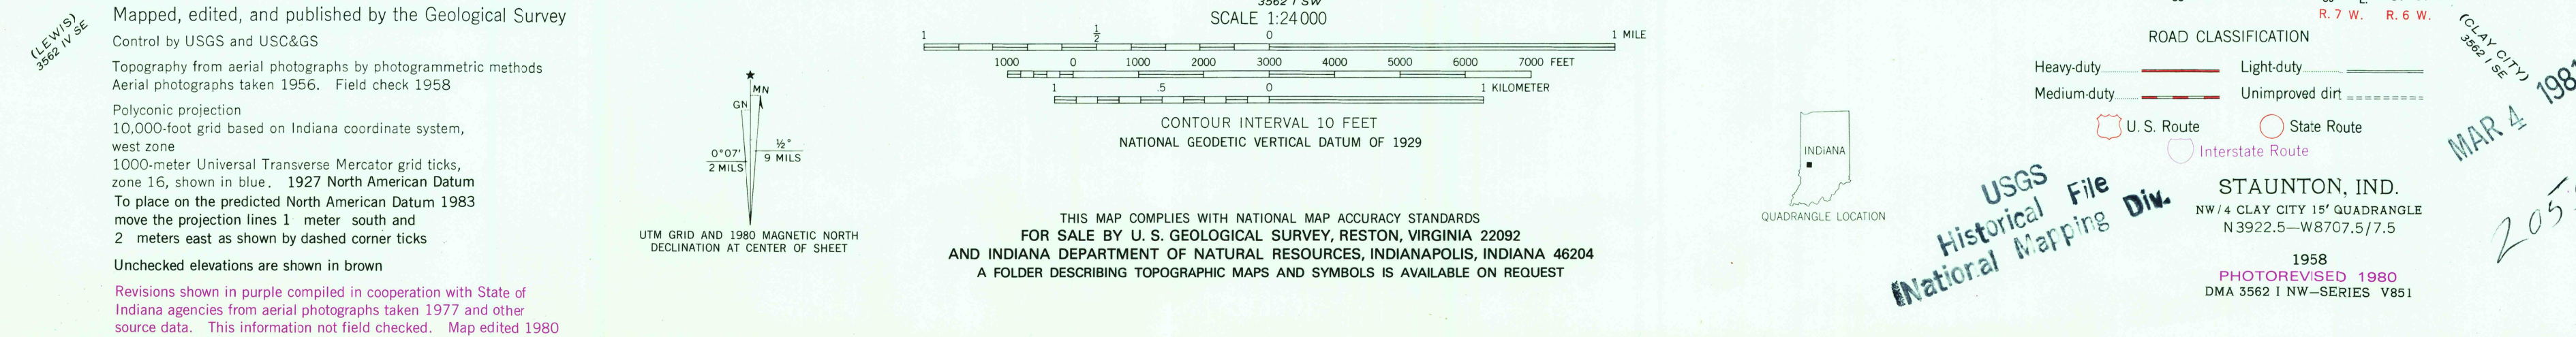 (LEWIS)
3562 IV SE
Mapped, edited, and published by the Geological Survey
Control by USGS and USC&GS
Topography from aerial photographs by photogrammetric methods
Aerial photographs taken 1956. Field check 1958
Polyconic projection
10,000-foot grid based on Indiana coordinate system,
west zone
1000-meter Universal Transverse Mercator grid ticks,
zone 16, shown in blue. 1927 North American Datum
To place on the predicted North American Datum 1983
move the projection lines 1 meter south and
2 meters east as shown by dashed corner ticks
Unchecked elevations are shown in brown
Revisions shown in purple compiled in cooperation with State of
Indiana agencies from aerial photographs taken 1977 and other
source data. This information not field checked. Map edited 1980
★
MN
GN
0°07'
2 MILS
½°
9 MILS
UTM GRID AND 1980 MAGNETIC NORTH
DECLINATION AT CENTER OF SHEET
3562 I SW
SCALE 1:24 000
1 ½ 0 1 MILE
1000 0 1000 2000 3000 4000 5000 6000 7000 FEET
1 .5 0 1 KILOMETER
CONTOUR INTERVAL 10 FEET
NATIONAL GEODETIC VERTICAL DATUM OF 1929
THIS MAP COMPLIES WITH NATIONAL MAP ACCURACY STANDARDS
FOR SALE BY U. S. GEOLOGICAL SURVEY, RESTON, VIRGINIA 22092
AND INDIANA DEPARTMENT OF NATURAL RESOURCES, INDIANAPOLIS, INDIANA 46204
A FOLDER DESCRIBING TOPOGRAPHIC MAPS AND SYMBOLS IS AVAILABLE ON REQUEST
INDIANA
QUADRANGLE LOCATION
R. 7 W. R. 6 W.
ROAD CLASSIFICATION
Heavy-duty Light-duty
Medium-duty Unimproved dirt
U. S. Route State Route
Interstate Route
(CLAY CITY)
3562 I SE
MAR 4 1981
USGS
Historical File
National Mapping Div.
STAUNTON, IND.
NW/4 CLAY CITY 15' QUADRANGLE
N3922.5—W8707.5/7.5
1958
PHOTOREVISED 1980
DMA 3562 I NW—SERIES V851
205